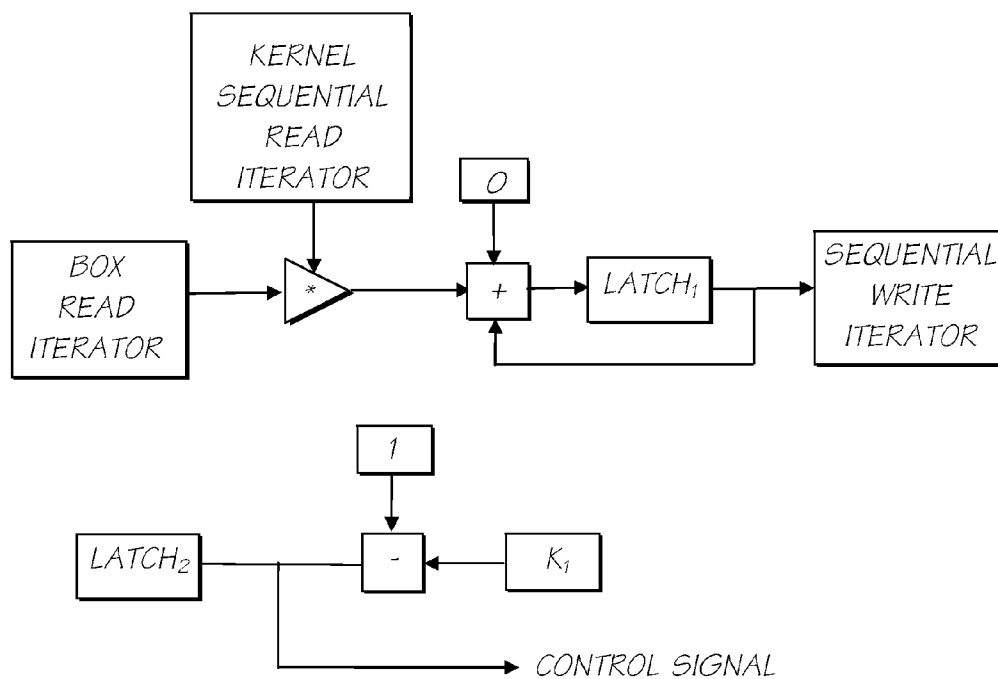 KERNEL
SEQUENTIAL
READ
ITERATOR
0
BOX
READ
ITERATOR
*
+
LATCH₁
SEQUENTIAL
WRITE
ITERATOR
1
LATCH₂
-
K₁
CONTROL SIGNAL